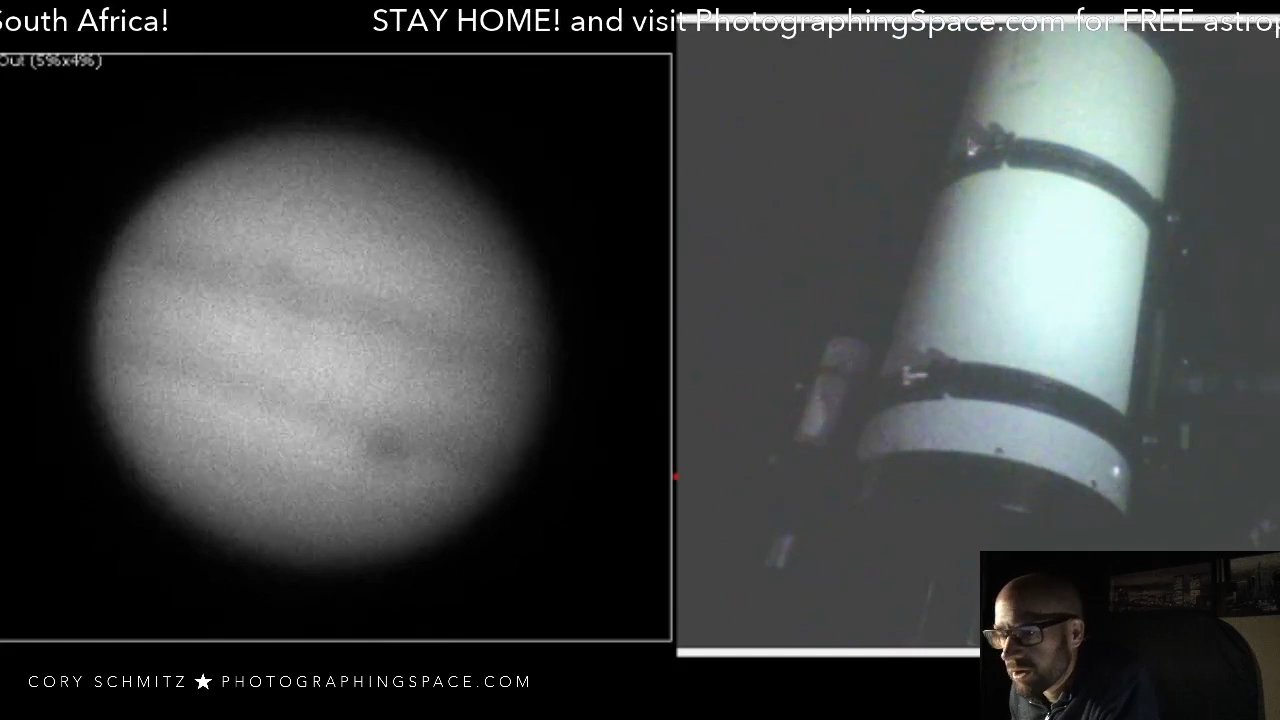 South Africa! STAY HOME! and visit PhotographingSpace.com for FREE astrop
Out (5%x4%)
CORY SCHMITZ ★ PHOTOGRAPHINGSPACE.COM